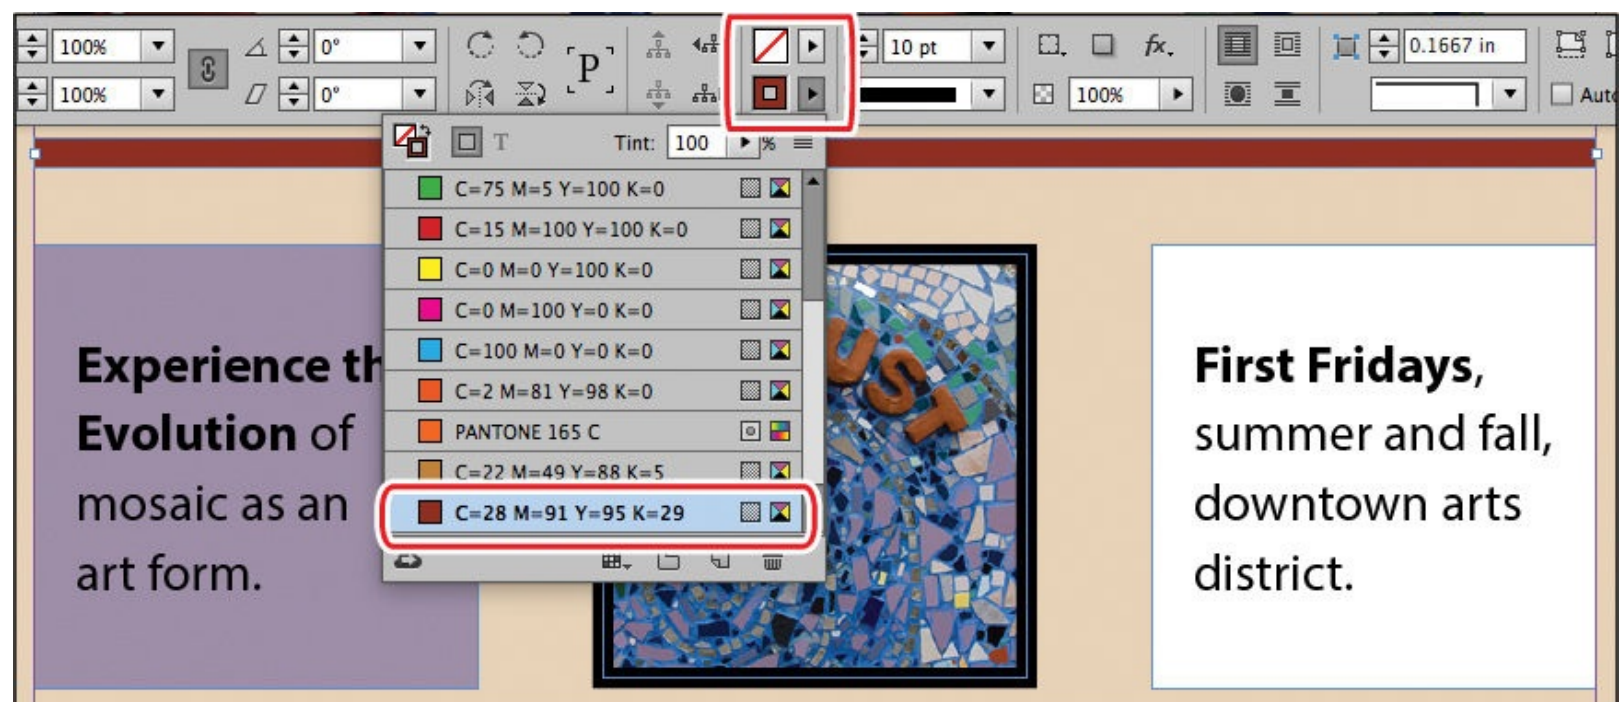 100%
0°
P
10 pt
fx.
0.1667 in
100%
0°
100%
T
Tint: 100 %
C=75 M=5 Y=100 K=0
C=15 M=100 Y=100 K=0
C=0 M=0 Y=100 K=0
C=0 M=100 Y=0 K=0
C=100 M=0 Y=0 K=0
C=2 M=81 Y=98 K=0
PANTONE 165 C
C=22 M=49 Y=88 K=5
C=28 M=91 Y=95 K=29
Evolution of
mosaic as an
art form.
UST
First Fridays,
summer and fall,
downtown arts
district.